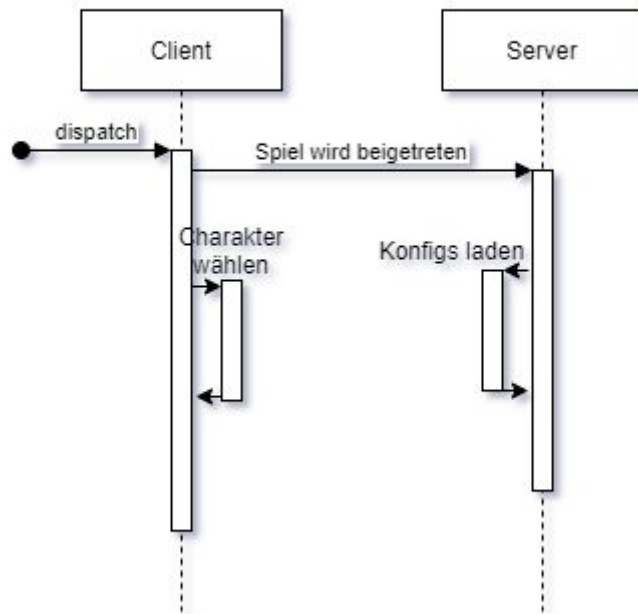 Client
Server
dispatch
Spiel wird beigetreten
Charakter
wählen
Konfigs laden